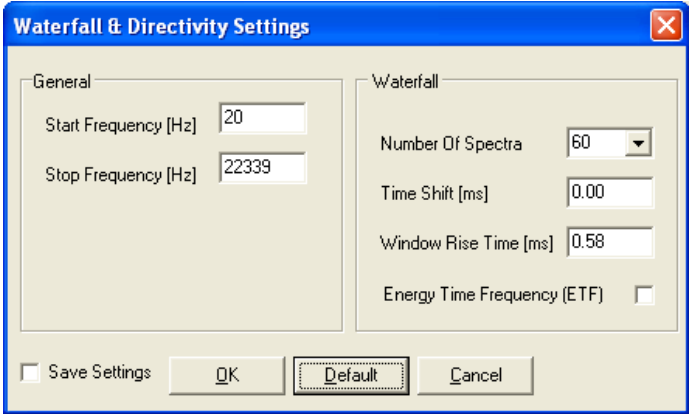 Waterfall & Directivity Settings
General
Start Frequency [Hz] 20
Stop Frequency [Hz] 22339
Waterfall
Number Of Spectra 60
Time Shift [ms] 0.00
Window Rise Time [ms] 0.58
Energy Time Frequency (ETF)
Save Settings
OK
Default
Cancel